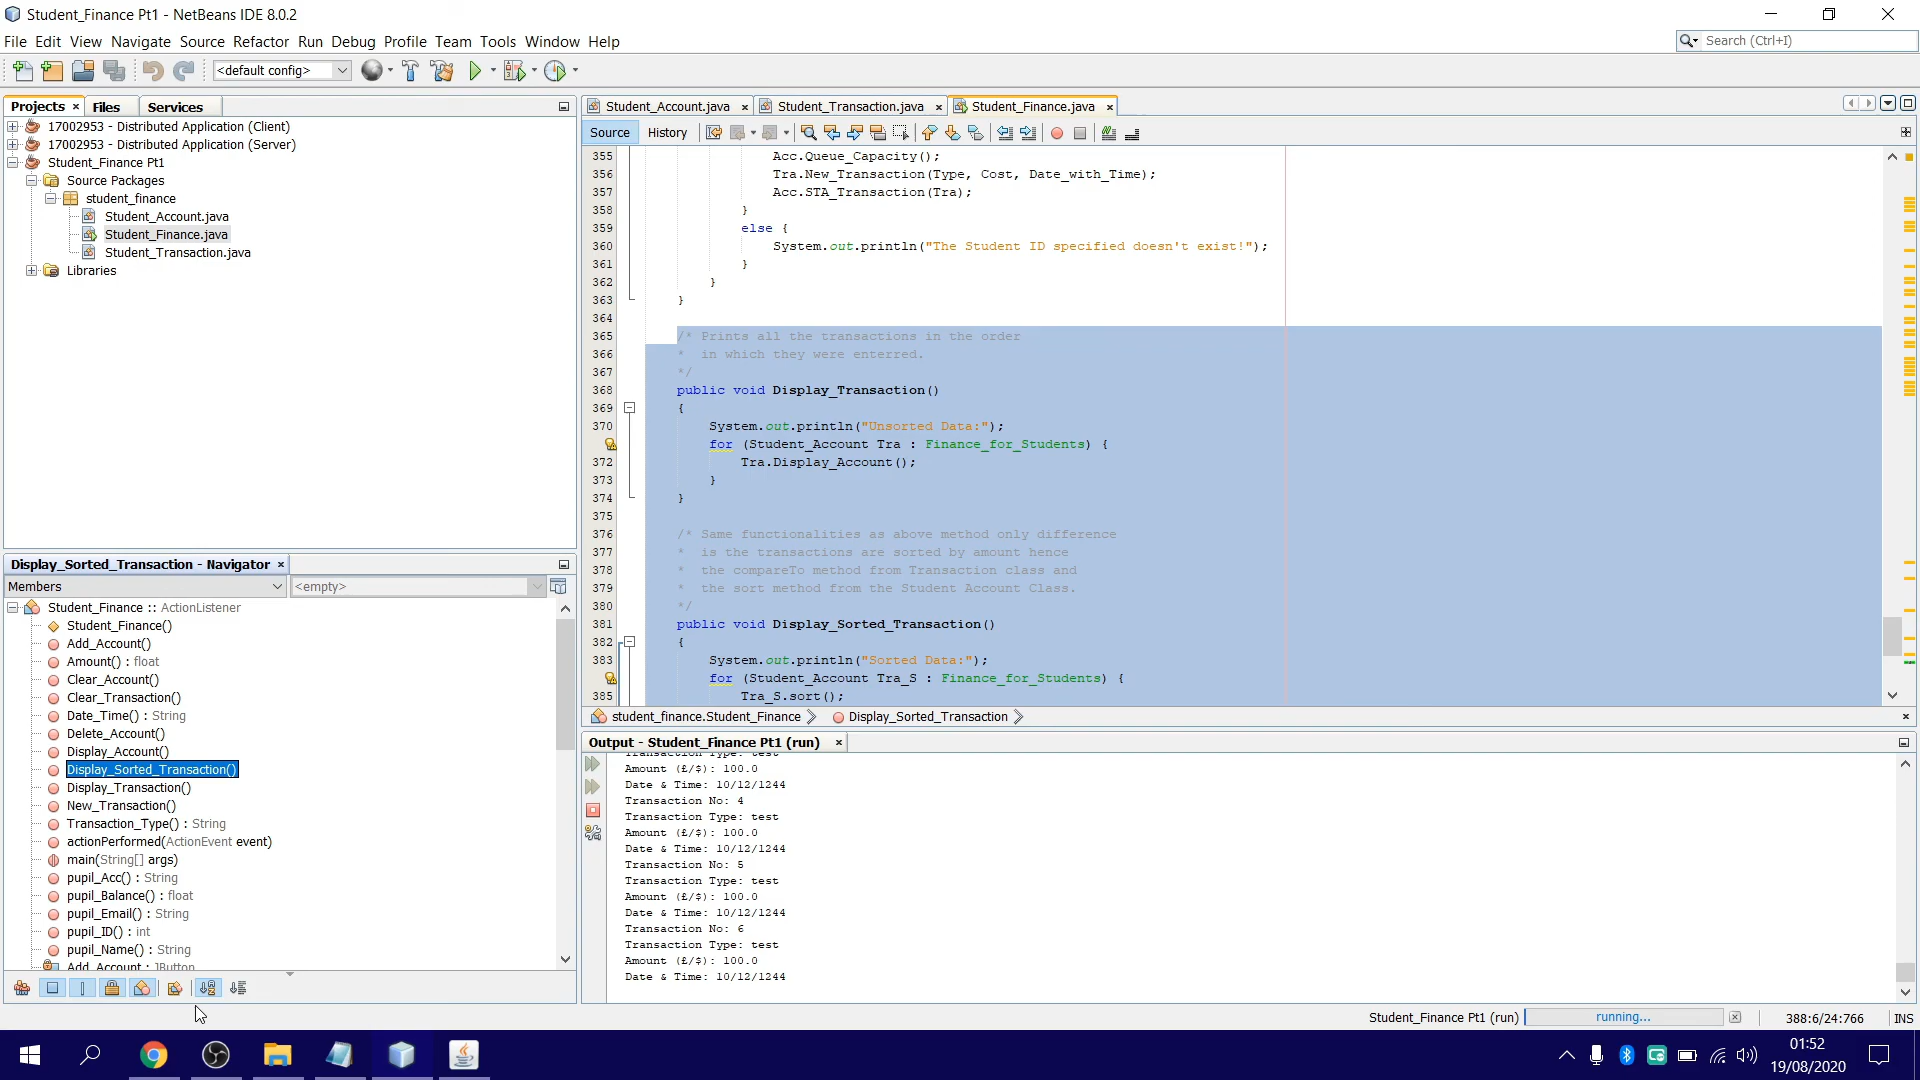 Student_Finance Pt1 - NetBeans IDE 8.0.2
File Edit View Navigate Source Refactor Run Debug Profile Team Tools Window Help
Search (Ctrl+I)
<default config>
Projects
Files
Services
17002953 - Distributed Application (Client)
17002953 - Distributed Application (Server)
Student_Finance Pt1
Source Packages
student_finance
Student_Account.java
Student_Finance.java
Student_Transaction.java
Libraries
Display_Sorted_Transaction - Navigator
Members
<empty>
Student_Finance :: ActionListener
Student_Finance()
Add_Account()
Amount() : float
Clear_Account()
Clear_Transaction()
Date_Time() : String
Delete_Account()
Display_Account()
Display_Sorted_Transaction()
Display_Transaction()
New_Transaction()
Transaction_Type() : String
actionPerformed(ActionEvent event)
main(String[] args)
pupil_Acc() : String
pupil_Balance() : float
pupil_Email() : String
pupil_ID() : int
pupil_Name() : String
Add_Account : JButton
Student_Account.java
Student_Transaction.java
Student_Finance.java
Source
History
355 Acc.Queue_Capacity();
356 Tra.New_Transaction(Type, Cost, Date_with_Time);
357 Acc.STA_Transaction(Tra);
358 }
359 else {
360 System.out.println("The Student ID specified doesn't exist!");
361 }
362 }
363 }
364
365 /* Prints all the transactions in the order
366 * in which they were enterred.
367 */
368 public void Display_Transaction()
369 {
370 System.out.println("Unsorted Data:");
for (Student_Account Tra : Finance_for_Students) {
372 Tra.Display_Account();
373 }
374 }
375
376 /* Same functionalities as above method only difference
377 * is the transactions are sorted by amount hence
378 * the compareTo method from Transaction class and
379 * the sort method from the Student Account Class.
380 */
381 public void Display_Sorted_Transaction()
382 {
383 System.out.println("Sorted Data:");
for (Student_Account Tra_S : Finance_for_Students) {
385 Tra_S.sort();
student_finance.Student_Finance
Display_Sorted_Transaction
Output - Student_Finance Pt1 (run)
Transaction Type: test
Amount (£/$): 100.0
Date & Time: 10/12/1244
Transaction No: 4
Transaction Type: test
Amount (£/$): 100.0
Date & Time: 10/12/1244
Transaction No: 5
Transaction Type: test
Amount (£/$): 100.0
Date & Time: 10/12/1244
Transaction No: 6
Transaction Type: test
Amount (£/$): 100.0
Date & Time: 10/12/1244
Student_Finance Pt1 (run)
running...
388:6/24:766
INS
01:52
19/08/2020